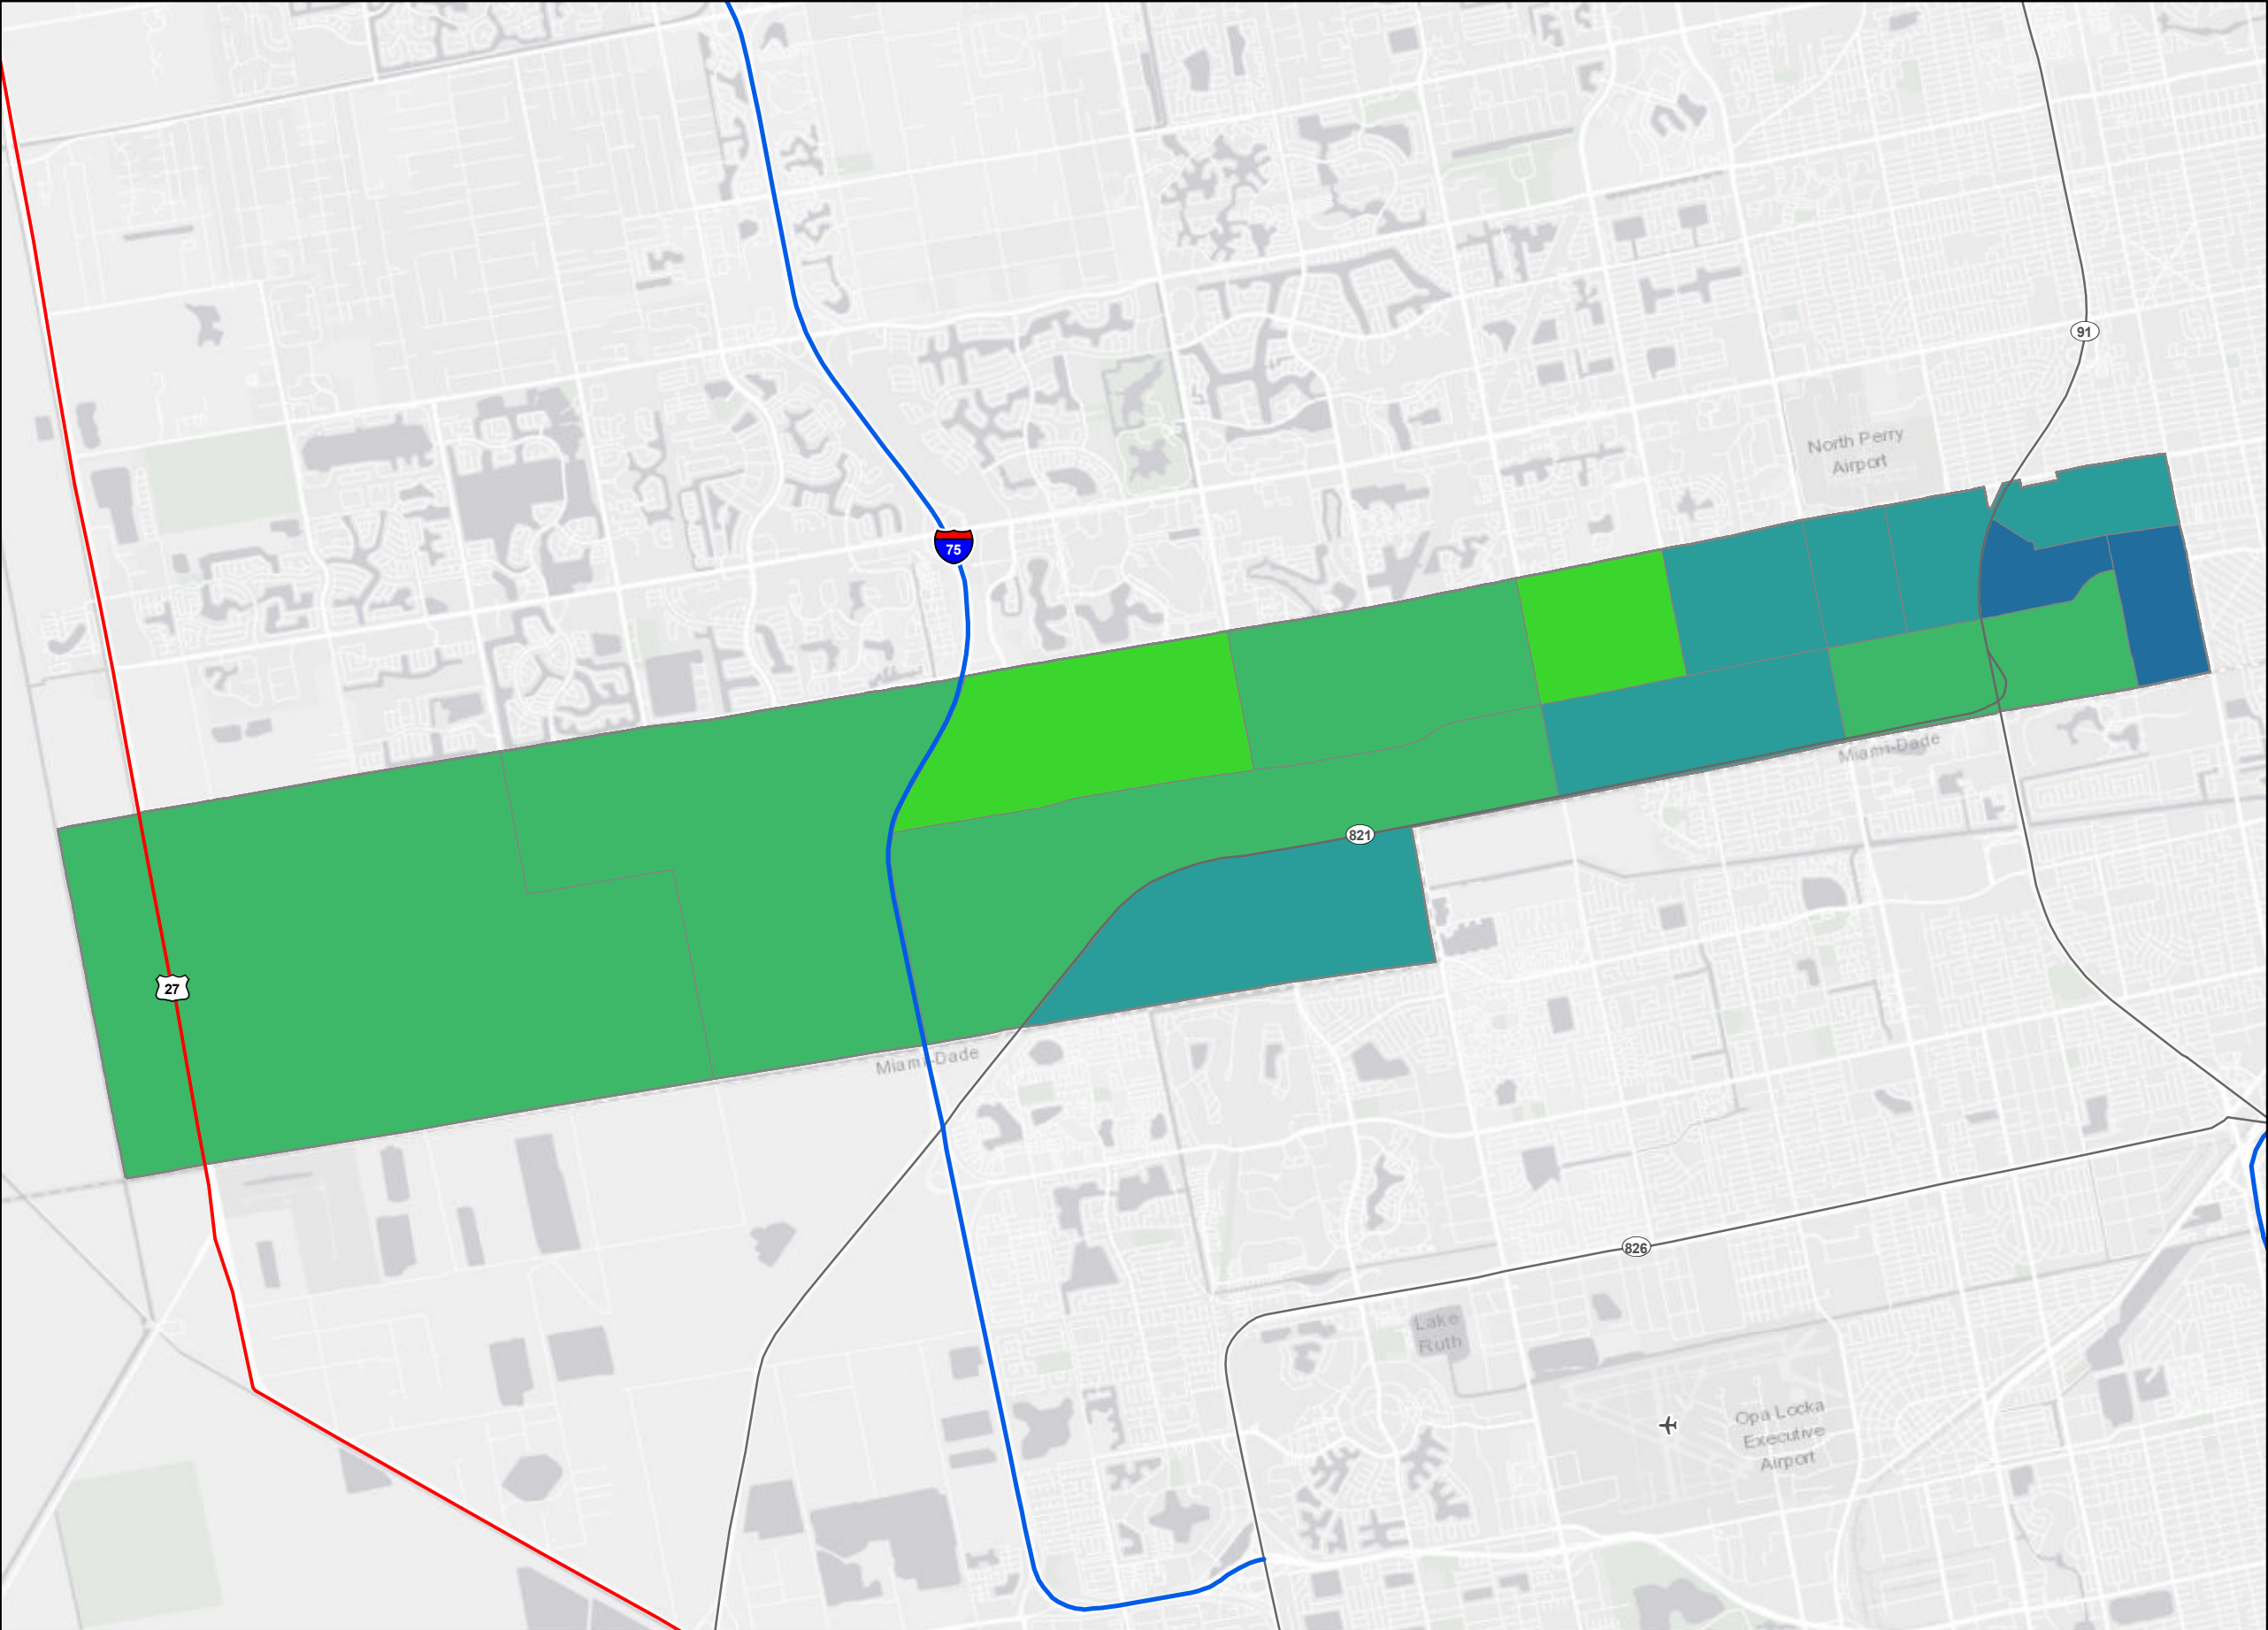 91
North Perry
Airport
75
Miami-Dade
821
27
Miami-Dade
826
Lake
Ruth
Opa Locka
Executive
Airport